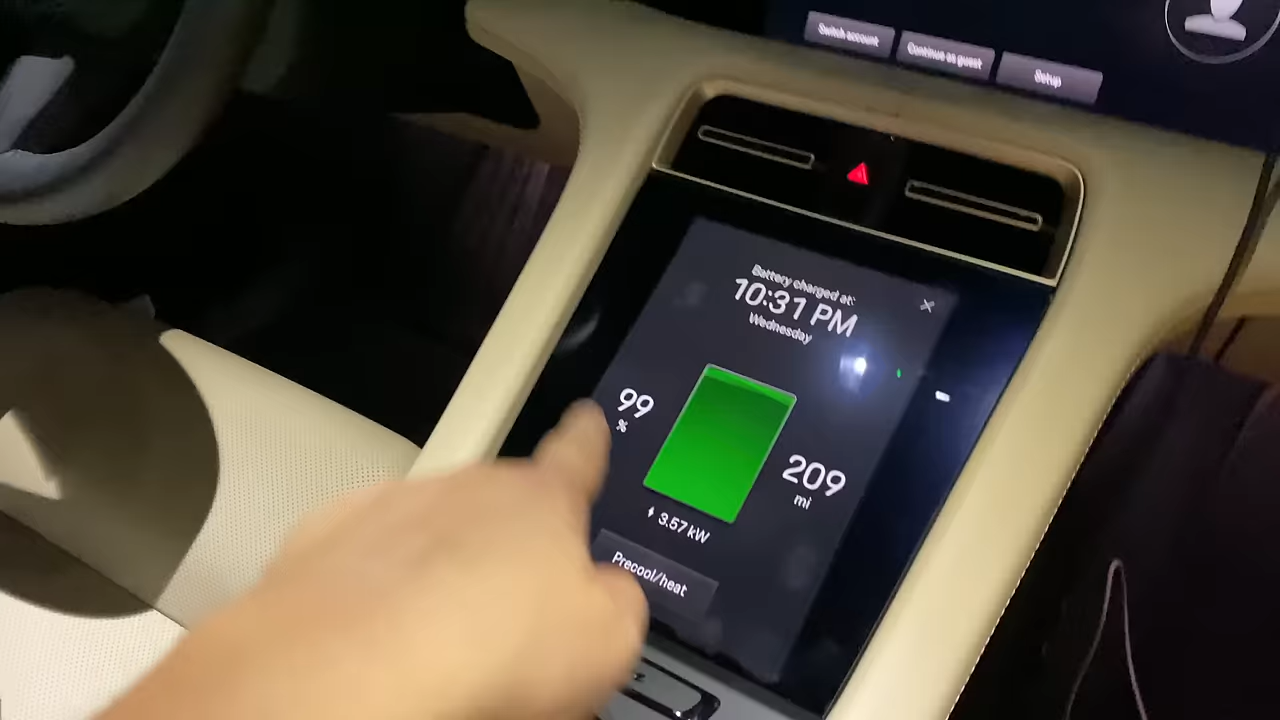 Switch account
Continue as guest
Setup
Battery charged at:
10:31 PM
Wednesday
99
%
209
mi
3.57 kW
Precool/heat